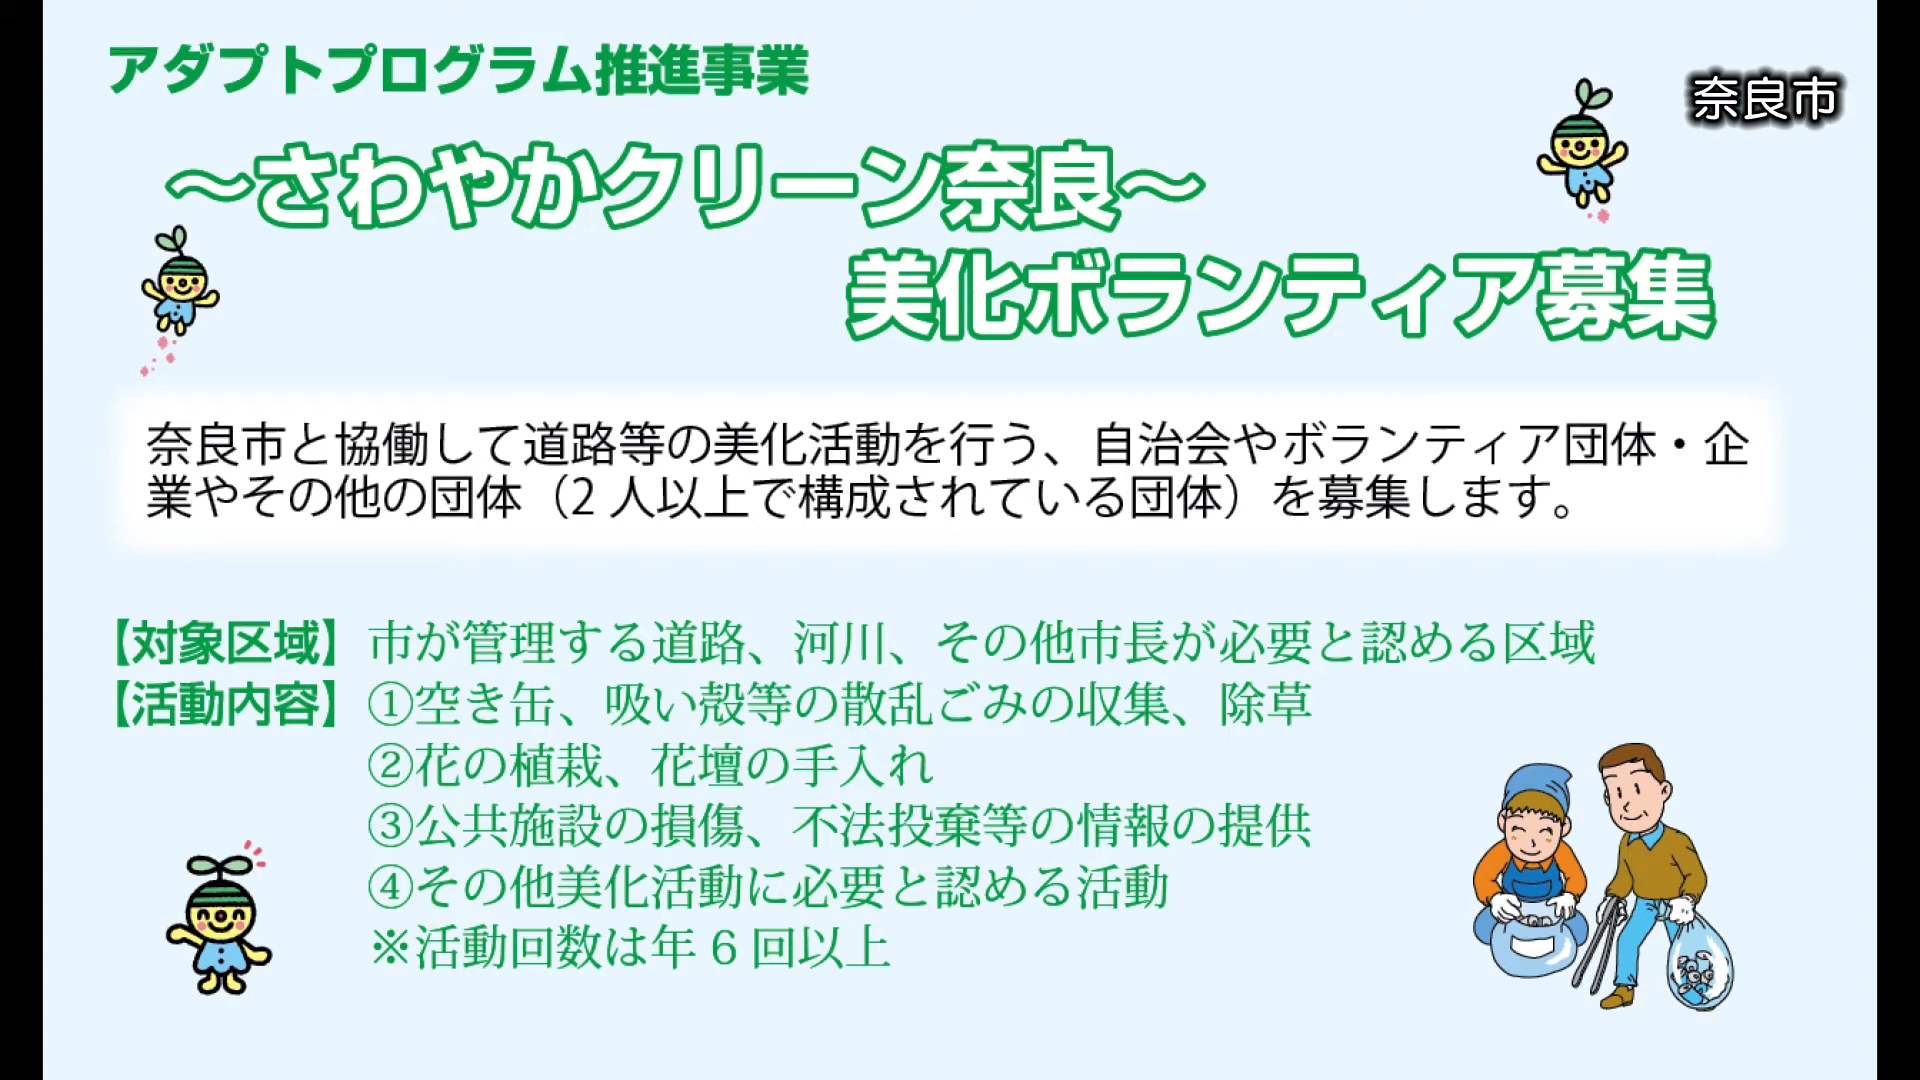 アダプトプログラム推進事業
奈良市
～さわやかクリーン奈良～
美化ボランティア募集
奈良市と協働して道路等の美化活動を行う、自治会やボランティア団体・企
業やその他の団体（2 人以上で構成されている団体）を募集します。
【対象区域】市が管理する道路、河川、その他市長が必要と認める区域
【活動内容】①空き缶、吸い殻等の散乱ごみの収集、除草
②花の植栽、花壇の手入れ
③公共施設の損傷、不法投棄等の情報の提供
④その他美化活動に必要と認める活動
※活動回数は年 6 回以上